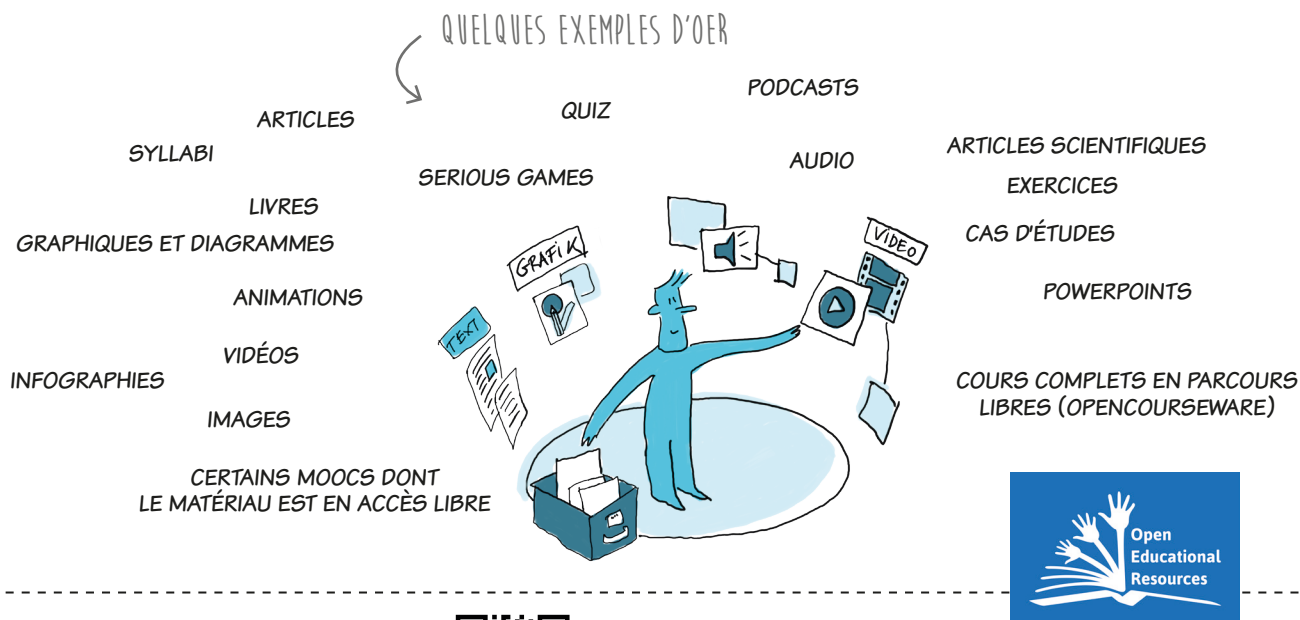 QUELQUES EXEMPLES D'OER
PODCASTS
QUIZ
ARTICLES
SYLLABI
ARTICLES SCIENTIFIQUES
AUDIO
SERIOUS GAMES
EXERCICES
LIVRES
CAS D'ÉTUDES
GRAPHIQUES ET DIAGRAMMES
VIDEO
GRAFIK
ANIMATIONS
POWERPOINTS
TEXT
VIDÉOS
INFOGRAPHIES
COURS COMPLETS EN PARCOURS
LIBRES (OPENCOURSEWARE)
IMAGES
CERTAINS MOOCS DONT
LE MATÉRIAU EST EN ACCÈS LIBRE
Open
Educational
Resources